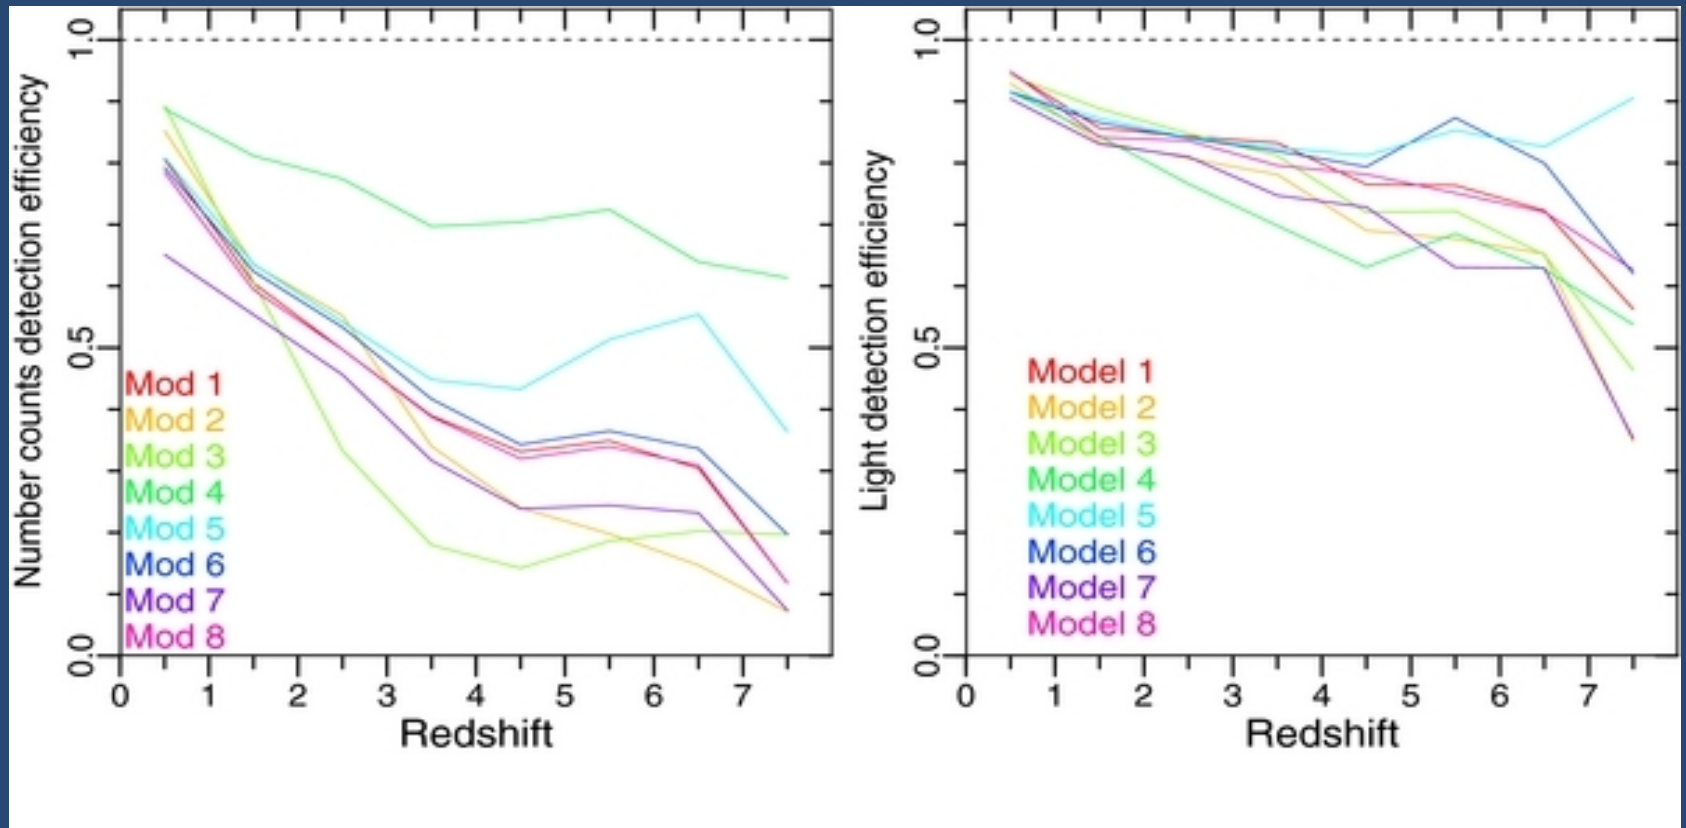 Number counts detection efficiency
1.0
0.5
0.0
Mod 1
Mod 2
Mod 3
Mod 4
Mod 5
Mod 6
Mod 7
Mod 8
0 1 2 3 4 5 6 7
Redshift
Light detection efficiency
1.0
0.5
0.0
Model 1
Model 2
Model 3
Model 4
Model 5
Model 6
Model 7
Model 8
0 1 2 3 4 5 6 7
Redshift